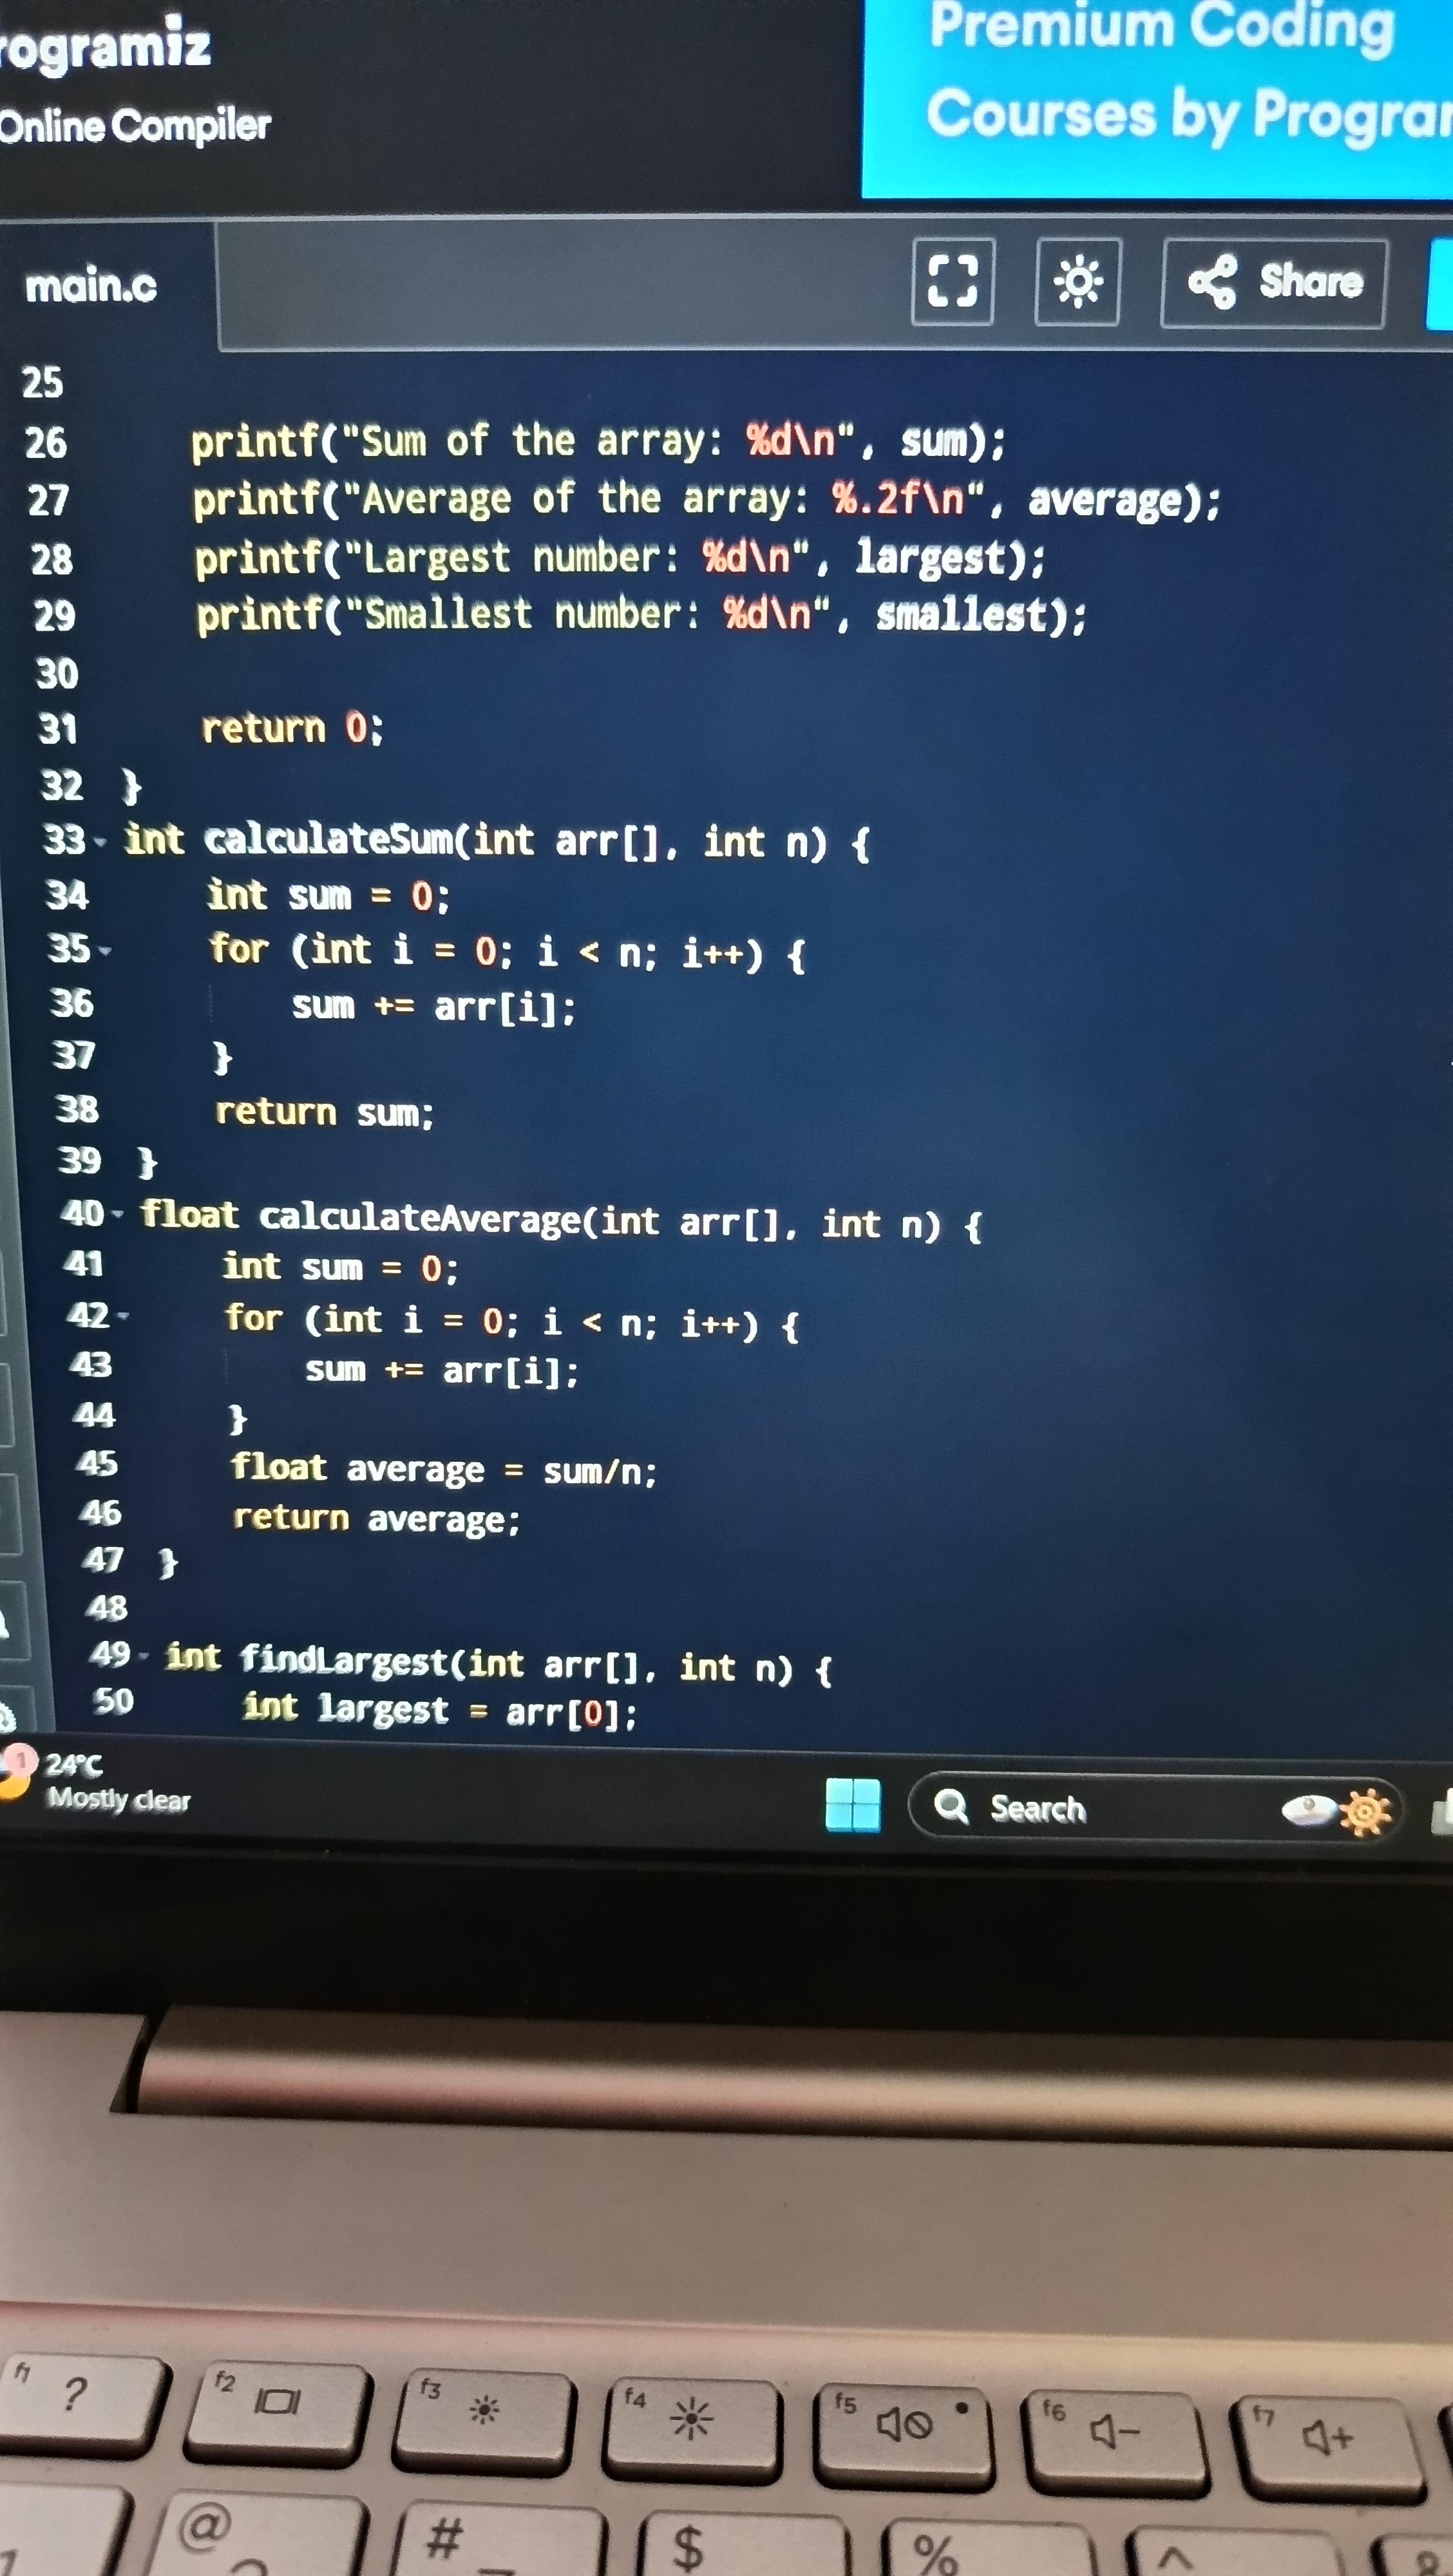 rogramiz
Premium Coding
Online Compiler
Courses by Progra
main.c
Share
25
26 printf("Sum of the array: %d\n", sum);
27 printf("Average of the array: %.2f\n", average);
28 printf("Largest number: %d\n", largest);
29 printf("Smallest number: %d\n", smallest);
30
31 return 0;
32 }
33 int calculateSum(int arr[], int n) {
34 int sum = 0;
35 for (int i = 0; i < n; i++) {
36 sum += arr[i];
37 }
38 return sum;
39 }
40 float calculateAverage(int arr[], int n) {
41 int sum = 0;
42 for (int i = 0; i < n; i++) {
43 sum += arr[i];
44 }
45 float average = sum/n;
46 return average;
47 }
48
49 int findLargest(int arr[], int n) {
50 int largest = arr[0];
1
24°C
Mostly clear
Search
f1 ? f2 f3 f4 f5 f6 f7
@ # $ % ^